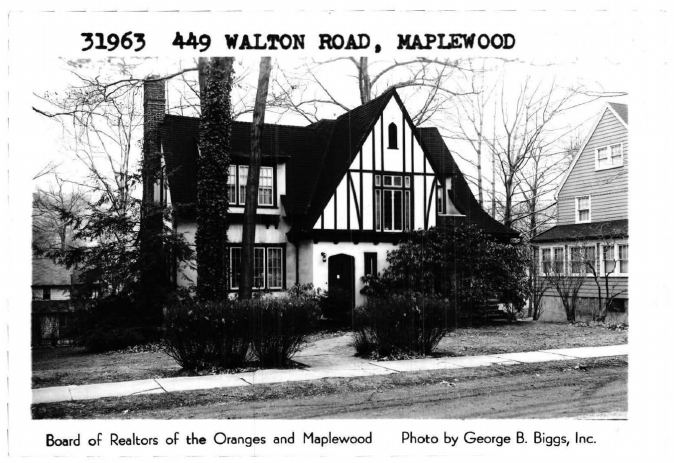 31963 449 WALTON ROAD, MAPLEWOOD
Board of Realtors of the Oranges and Maplewood Photo by George B. Biggs, Inc.